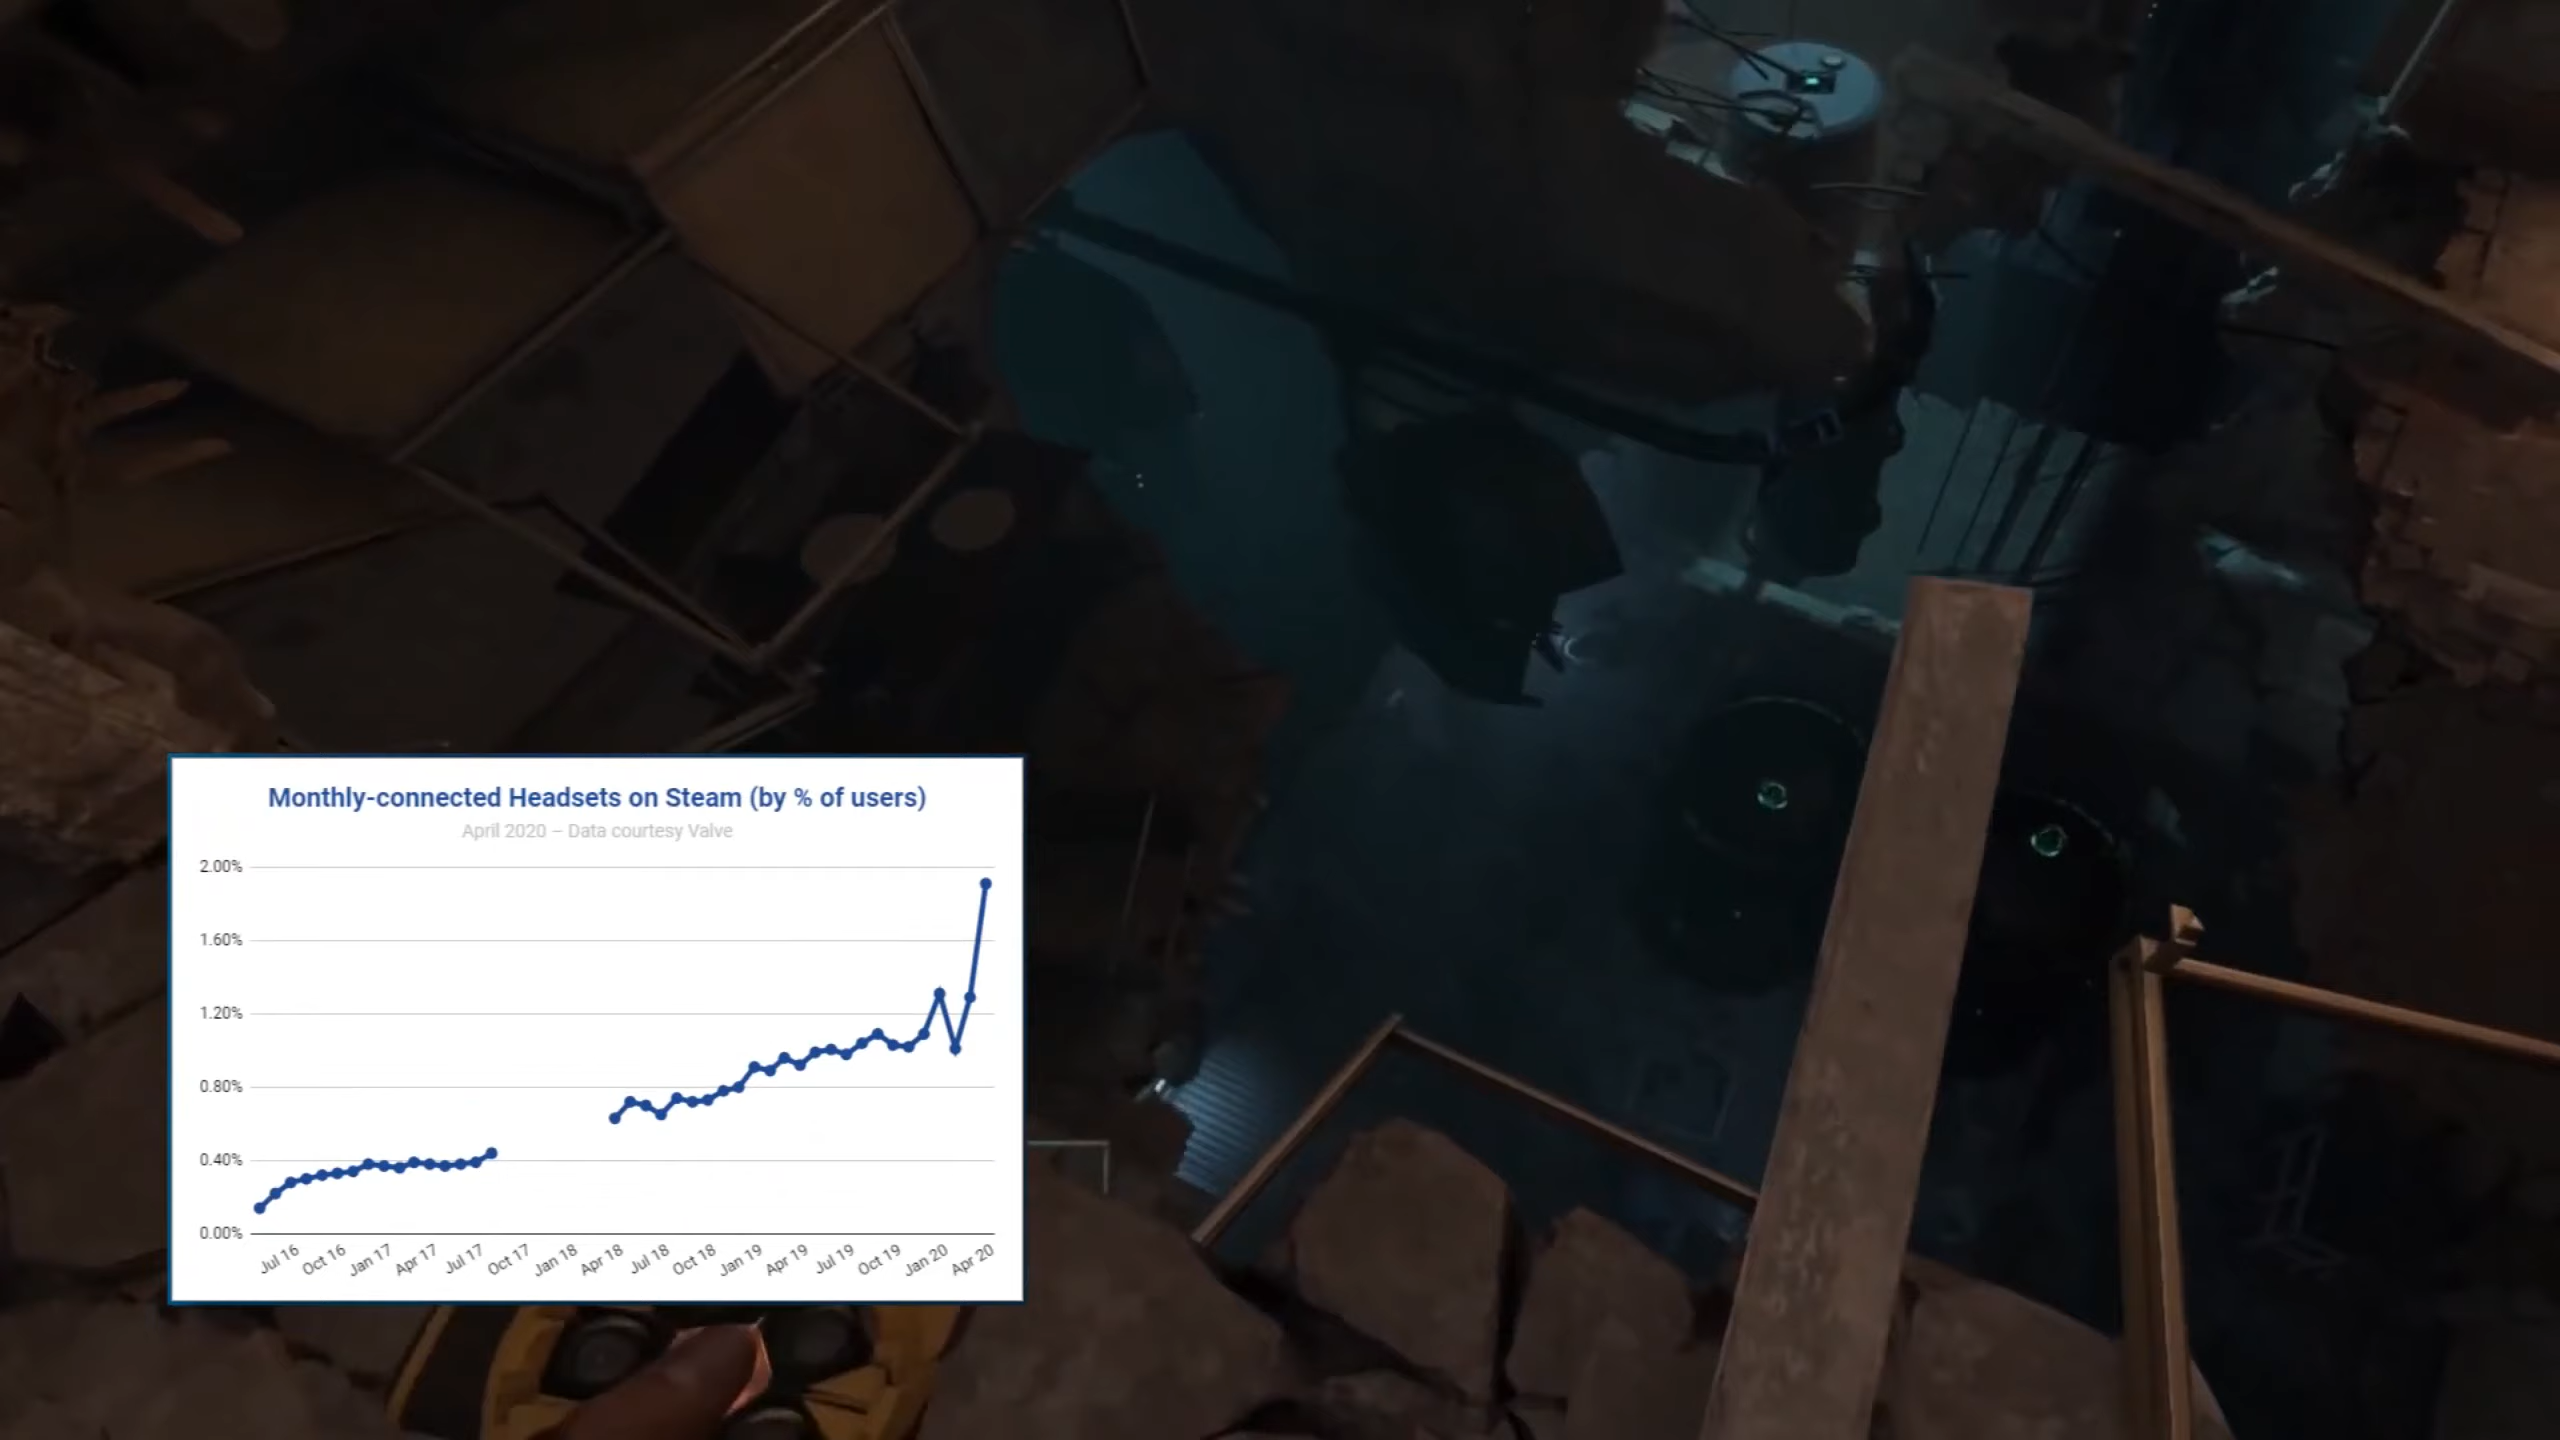 Monthly-connected Headsets on Steam (by % of users)
April 2020 – Data courtesy Valve
2.00%
1.60%
1.20%
0.80%
0.40%
0.00%
Jul 16 Oct 16 Jan 17 Apr 17 Jul 17 Oct 17 Jan 18 Apr 18 Jul 18 Oct 18 Jan 19 Apr 19 Jul 19 Oct 19 Jan 20 Apr 20